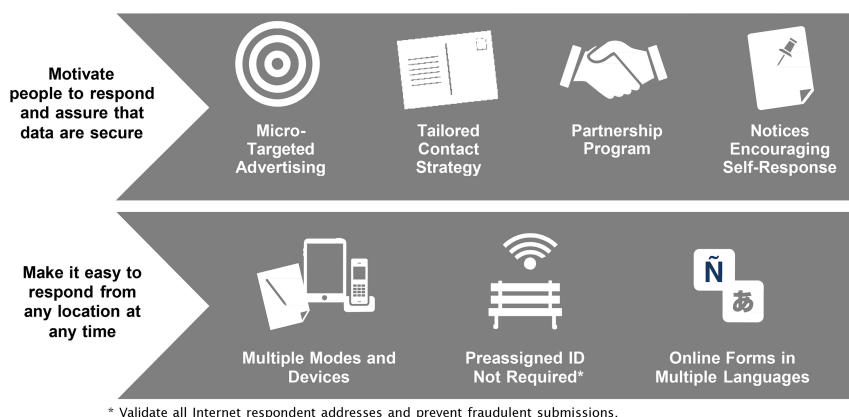 Motivate
people to respond
and assure that
data are secure
Micro-
Targeted
Advertising
Tailored
Contact
Strategy
Partnership
Program
Notices
Encouraging
Self-Response
Make it easy to
respond from
any location at
any time
Ñ
あ
Multiple Modes and
Devices
Preassigned ID
Not Required*
Online Forms in
Multiple Languages
* Validate all Internet respondent addresses and prevent fraudulent submissions.